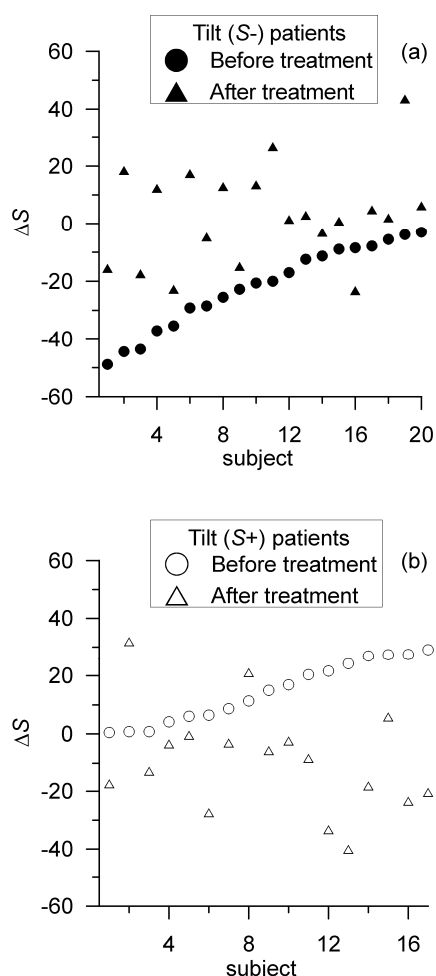 Tilt (S-) patients
Before treatment
After treatment
(a)
60
40
20
0
-20
-40
-60
ΔS
4
8
12
16
20
subject
Tilt (S+) patients
Before treatment
After treatment
(b)
60
40
20
0
-20
-40
-60
ΔS
4
8
12
16
subject